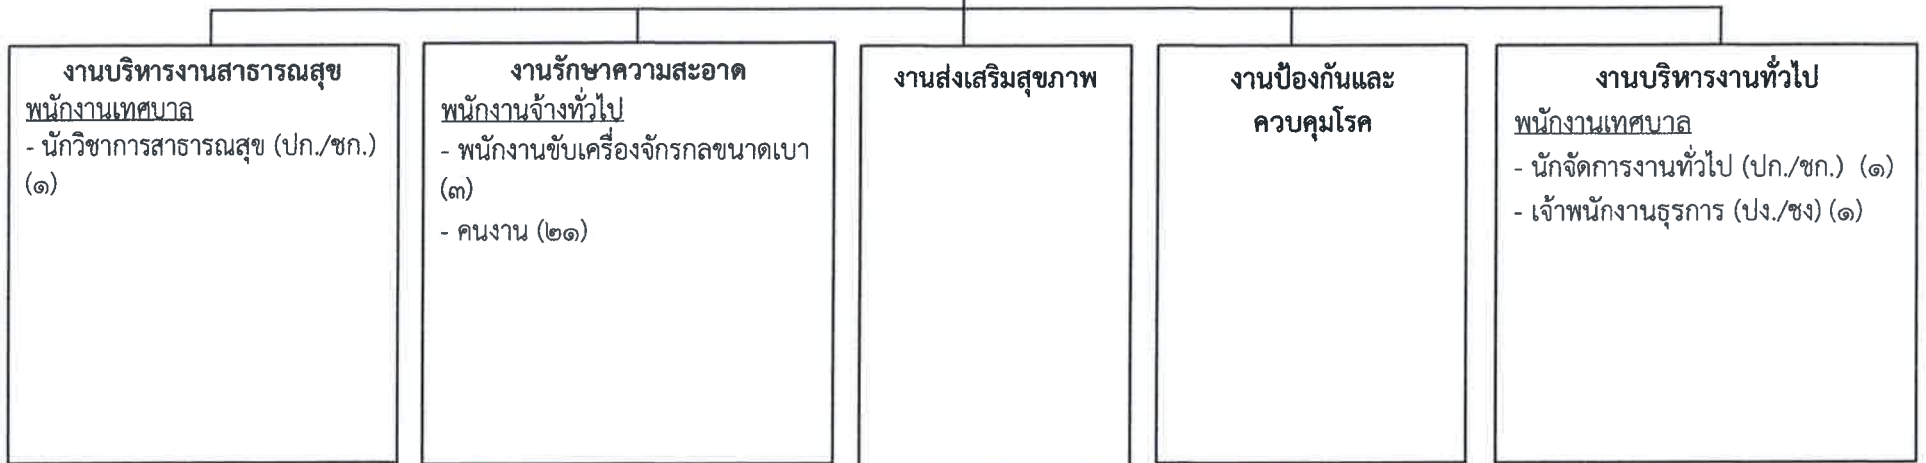 งานบริหารงานสาธารณสุข
พนักงานเทศบาล
- นักวิชาการสาธารณสุข (ปก./ชก.)
(๑)
งานรักษาความสะอาด
พนักงานจ้างทั่วไป
- พนักงานขับเครื่องจักรกลขนาดเบา
(๓)
- คนงาน (๒๑)
งานส่งเสริมสุขภาพ
งานป้องกันและ
ควบคุมโรค
งานบริหารงานทั่วไป
พนักงานเทศบาล
- นักจัดการงานทั่วไป (ปก./ชก.) (๑)
- เจ้าพนักงานธุรการ (ปง./ชง) (๑)